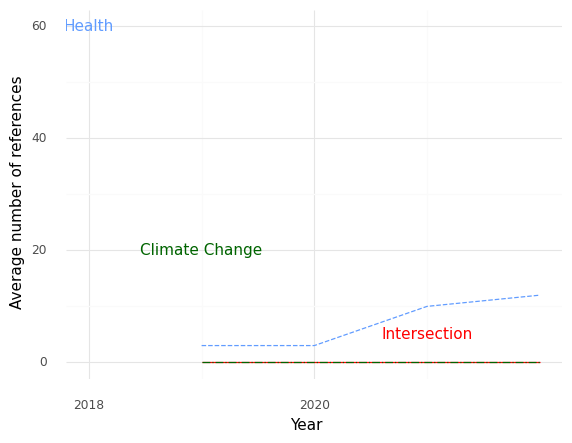 60
Health
40
20
Climate Change
Intersection
0
2018
2020
Year
Average number of references